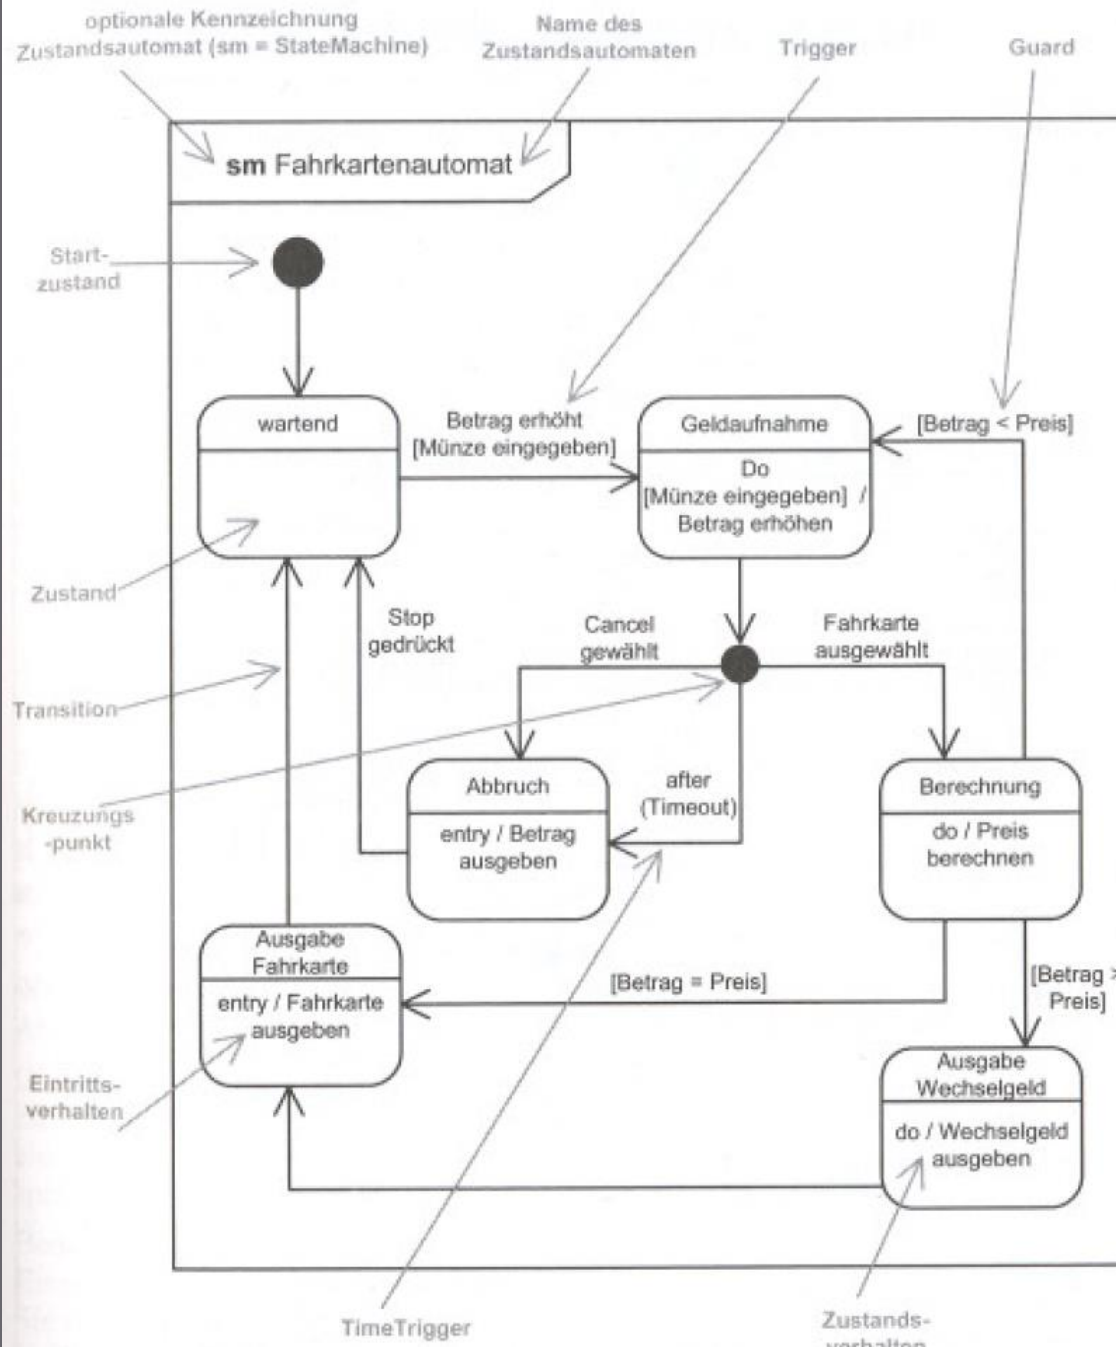 optionale Kennzeichnung
Zustandsautomat (sm = StateMachine)
Name des
Zustandsautomaten
Trigger
Guard
sm Fahrkartenautomat
Start-
zustand
wartend
Betrag erhöht
[Münze eingegeben]
Geldaufnahme
Do
[Münze eingegeben] /
Betrag erhöhen
[Betrag < Preis]
Zustand
Stop
gedrückt
Cancel
gewählt
Fahrkarte
ausgewählt
Transition
Kreuzungs
-punkt
Abbruch
entry / Betrag
ausgeben
after
(Timeout)
Berechnung
do / Preis
berechnen
Ausgabe
Fahrkarte
entry / Fahrkarte
ausgeben
[Betrag = Preis]
[Betrag >
Preis]
Eintritts-
verhalten
Ausgabe
Wechselgeld
do / Wechselgeld
ausgeben
TimeTrigger
Zustands-
verhalten